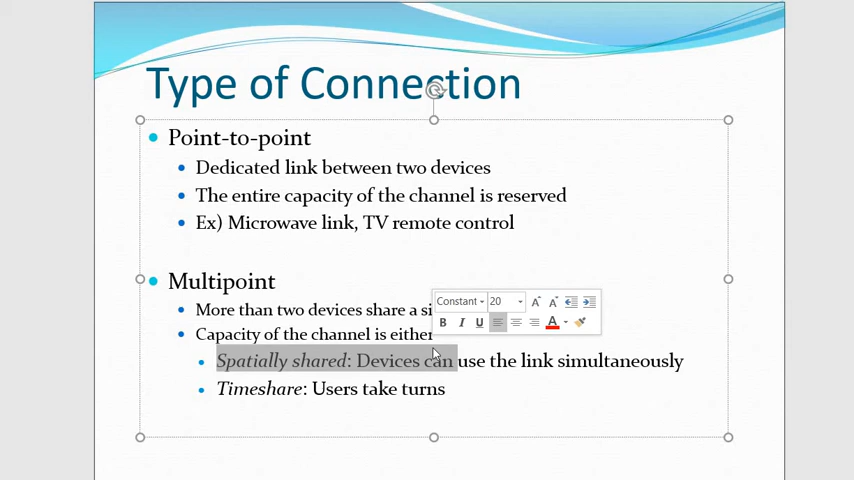 Type of Connection
Point-to-point
Dedicated link between two devices
The entire capacity of the channel is reserved
Ex) Microwave link, TV remote control
Multipoint
More than two devices share a
Constant 20 A A
B I U A
Capacity of the channel is either
Spatially shared: Devices can use the link simultaneously
Timeshare: Users take turns